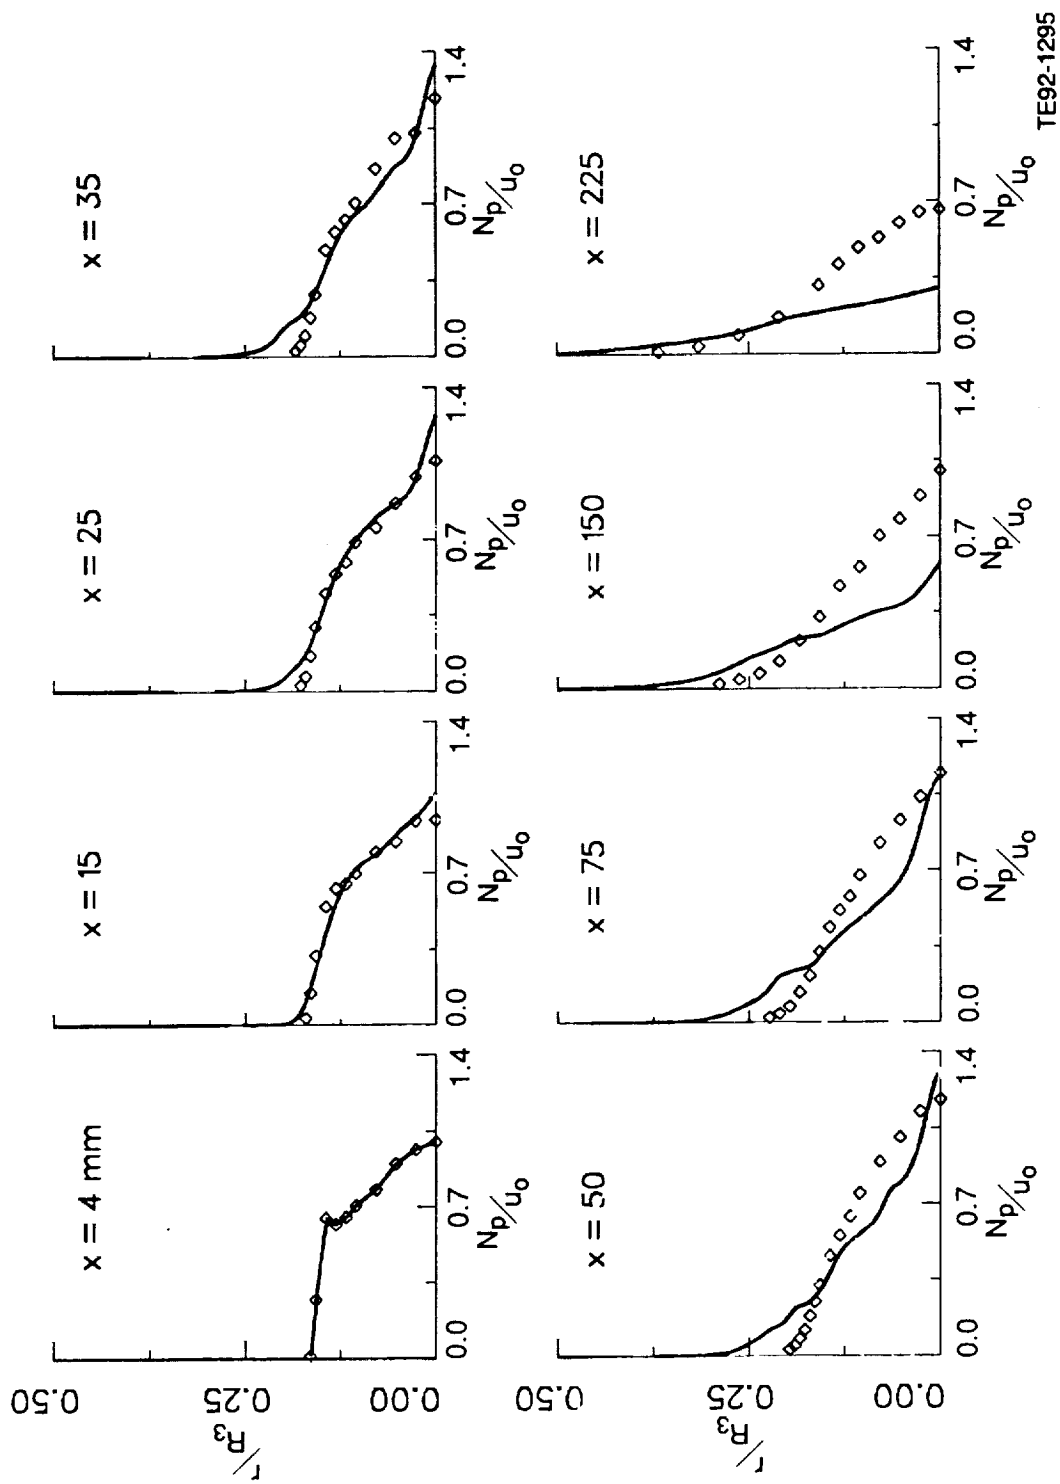 x = 4 mm
x = 15
x = 25
x = 35
0.50
0.25
0.00
r/R₃
0.0 0.7 1.4
Np/uo
0.0 0.7 1.4
Np/uo
0.0 0.7 1.4
Np/uo
0.0 0.7 1.4
Np/uo
x = 50
x = 75
x = 150
x = 225
0.50
0.25
0.00
r/R₃
0.0 0.7 1.4
Np/uo
0.0 0.7 1.4
Np/uo
0.0 0.7 1.4
Np/uo
0.0 0.7 1.4
Np/uo
TE92-1295